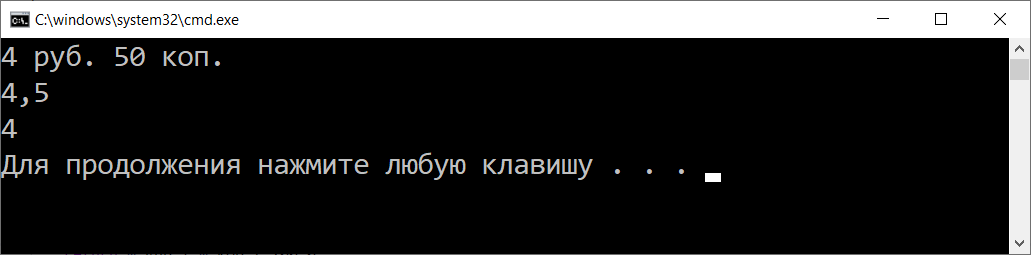 C:\windows\system32\cmd.exe
4 руб. 50 коп.
4,5
4
Для продолжения нажмите любую клавишу . . .